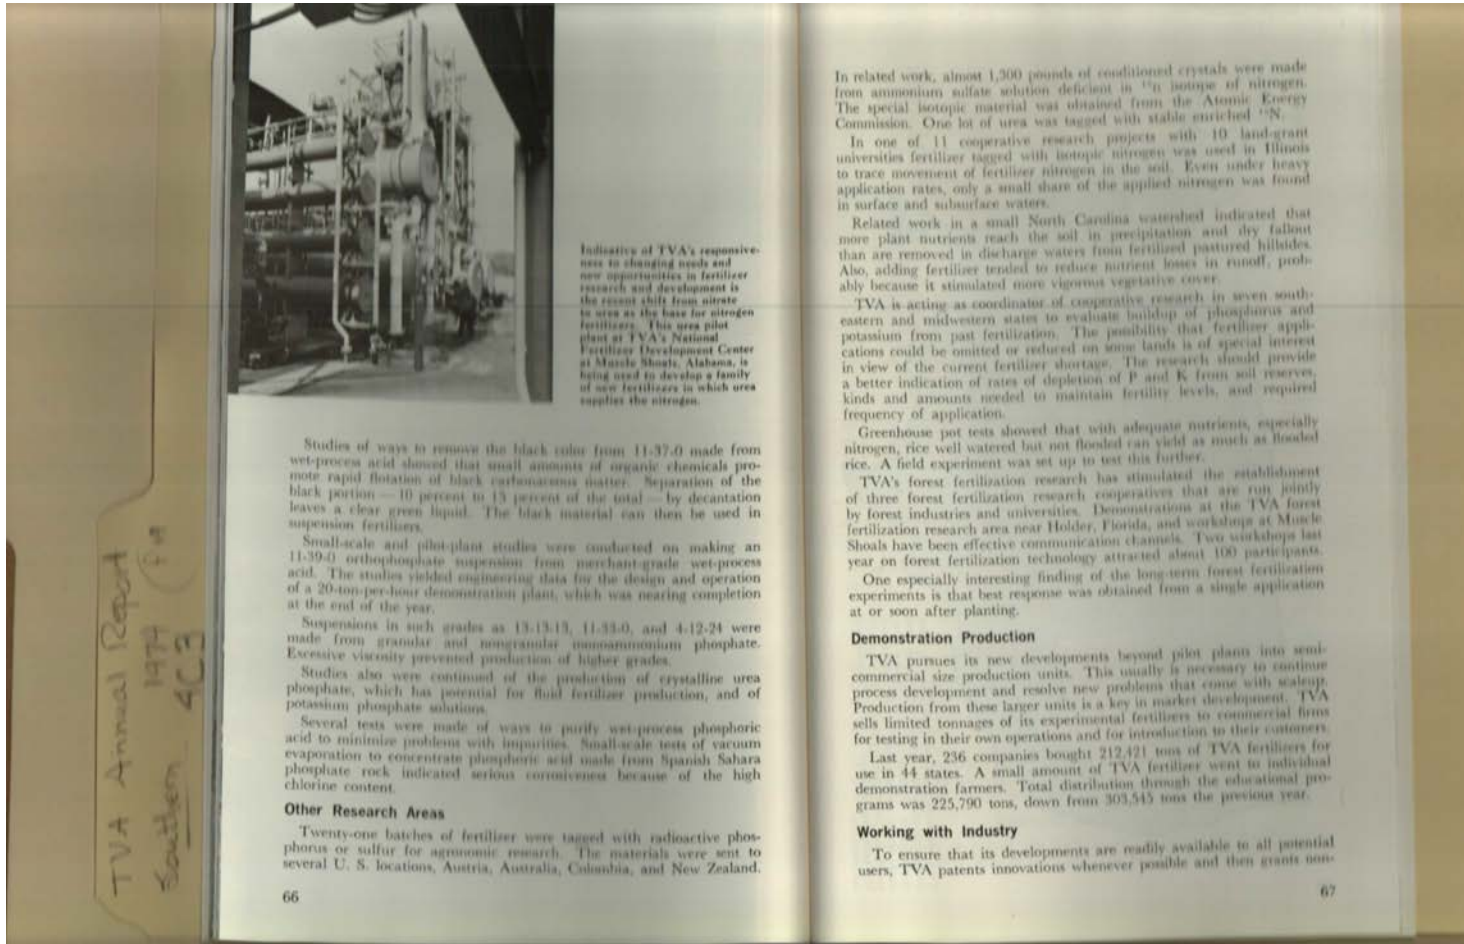 TVA Annual Report
1974
Southern 4C3
Indicative of TVA's responsive-
ness to changing needs and
new opportunities in fertilizer
research and development is
the recent shift from nitrate
to urea as the base for nitrogen
fertilizers. This urea pilot
plant at TVA's National
Fertilizer Development Center
at Muscle Shoals, Alabama, is
being used to develop a family
of new fertilizers in which urea
supplies the nitrogen.
Studies of ways to remove the black color from 11-37-0 made from
wet-process acid showed that small amounts of organic chemicals pro-
mote rapid flotation of black carbonaceous matter. Separation of the
black portion — 10 percent to 15 percent of the total — by decantation
leaves a clear green liquid. The black material can then be used in
suspension fertilizers.
Small-scale and pilot-plant studies were conducted on making an
11-39-0 orthophosphate suspension from merchant-grade wet-process
acid. The studies yielded engineering data for the design and operation
of a 20-ton-per-hour demonstration plant, which was nearing completion
at the end of the year.
Suspensions in such grades as 13-13-13, 11-33-0, and 4-12-24 were
made from granular and nongranular monoammonium phosphate.
Excessive viscosity prevented production of higher grades.
Studies also were continued of the production of crystalline urea
phosphate, which has potential for fluid fertilizer production, and of
potassium phosphate solutions.
Several tests were made of ways to purify wet-process phosphoric
acid to minimize problems with impurities. Small-scale tests of vacuum
evaporation to concentrate phosphoric acid made from Spanish Sahara
phosphate rock indicated serious corrosiveness because of the high
chlorine content.
Other Research Areas
Twenty-one batches of fertilizer were tagged with radioactive phos-
phorus or sulfur for agronomic research. The materials were sent to
several U. S. locations, Austria, Australia, Columbia, and New Zealand.
66
In related work, almost 1,300 pounds of conditioned crystals were made
from ammonium sulfate solution deficient in isotope of nitrogen.
The special isotopic material was obtained from the Atomic Energy
Commission. One lot of urea was tagged with stable enriched
In one of 11 cooperative research projects with 10 land-grant
universities fertilizer tagged with isotopic nitrogen was used in Illinois
to trace movement of fertilizer nitrogen in the soil. Even under heavy
application rates, only a small share of the applied nitrogen was found
in surface and subsurface waters.
Related work in a small North Carolina watershed indicated that
more plant nutrients reach the soil in precipitation and dry fallout
than are removed in discharge waters from fertilized pastured hillsides.
Also, adding fertilizer tended to reduce nutrient losses in runoff, prob-
ably because it stimulated more vigorous vegetative cover.
TVA is acting as coordinator of cooperative research in seven south-
eastern and midwestern states to evaluate buildup of phosphorus and
potassium from past fertilization. The possibility that fertilizer appli-
cations could be omitted or reduced on some lands is of special interest
in view of the current fertilizer shortage. The research should provide
a better indication of rates of depletion of P and K from soil reserves,
kinds and amounts needed to maintain fertility levels, and required
frequency of application.
Greenhouse pot tests showed that with adequate nutrients, especially
nitrogen, rice well watered but not flooded can yield as much as flooded
rice. A field experiment was set up to test this further.
TVA's forest fertilization research has stimulated the establishment
of three forest fertilization research cooperatives that are run jointly
by forest industries and universities. Demonstrations at the TVA forest
fertilization research area near Holder, Florida, and workshops at Muscle
Shoals have been effective communication channels. Two workshops last
year on forest fertilization technology attracted about 100 participants.
One especially interesting finding of the long-term forest fertilization
experiments is that best response was obtained from a single application
at or soon after planting.
Demonstration Production
TVA pursues its new developments beyond pilot plants into semi-
commercial size production units. This usually is necessary to continue
process development and resolve new problems that come with scaleup.
Production from these larger units is a key in market development. TVA
sells limited tonnages of its experimental fertilizers to commercial firms
for testing in their own operations and for introduction to their customers.
Last year, 236 companies bought 212,421 tons of TVA fertilizers for
use in 44 states. A small amount of TVA fertilizer went to individual
demonstration farmers. Total distribution through the educational pro-
grams was 225,790 tons, down from 303,545 tons the previous year.
Working with Industry
To ensure that its developments are readily available to all potential
users, TVA patents innovations whenever possible and then grants non-
67